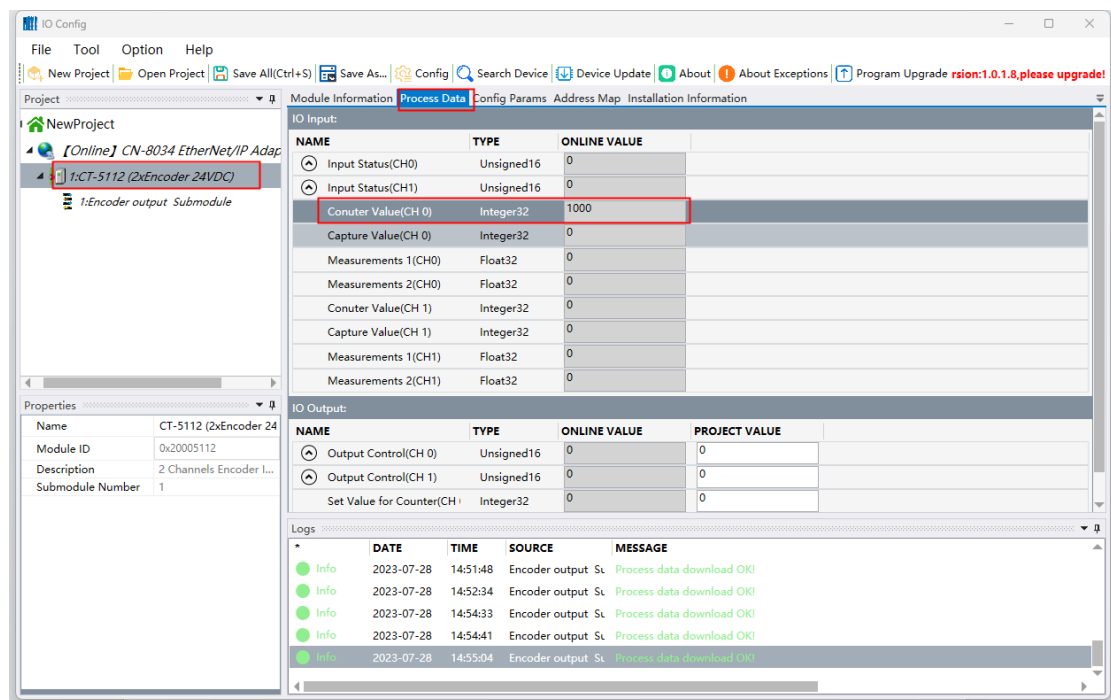 IO Config
File Tool Option Help
New Project Open Project Save All(Ctrl+S) Save As... Config Search Device Device Update About About Exceptions Program Upgrade rsion:1.0.1.8,please upgrade!
Project
NewProject
【Online】CN-8034 EtherNet/IP Adap
1:CT-5112 (2xEncoder 24VDC)
1:Encoder output Submodule
Module Information Process Data Config Params Address Map Installation Information
IO Input:
NAME TYPE ONLINE VALUE
Input Status(CH0) Unsigned16 0
Input Status(CH1) Unsigned16 0
Conuter Value(CH 0) Integer32 1000
Capture Value(CH 0) Integer32 0
Measurements 1(CH0) Float32 0
Measurements 2(CH0) Float32 0
Conuter Value(CH 1) Integer32 0
Capture Value(CH 1) Integer32 0
Measurements 1(CH1) Float32 0
Measurements 2(CH1) Float32 0
Properties
Name CT-5112 (2xEncoder 24
Module ID 0x20005112
Description 2 Channels Encoder I...
Submodule Number 1
IO Output:
NAME TYPE ONLINE VALUE PROJECT VALUE
Output Control(CH 0) Unsigned16 0 0
Output Control(CH 1) Unsigned16 0 0
Set Value for Counter(CH Integer32 0 0
Logs
* DATE TIME SOURCE MESSAGE
Info 2023-07-28 14:51:48 Encoder output Su Process data download OK!
Info 2023-07-28 14:52:34 Encoder output Su Process data download OK!
Info 2023-07-28 14:54:33 Encoder output Su Process data download OK!
Info 2023-07-28 14:54:41 Encoder output Su Process data download OK!
Info 2023-07-28 14:55:04 Encoder output Su Process data download OK!